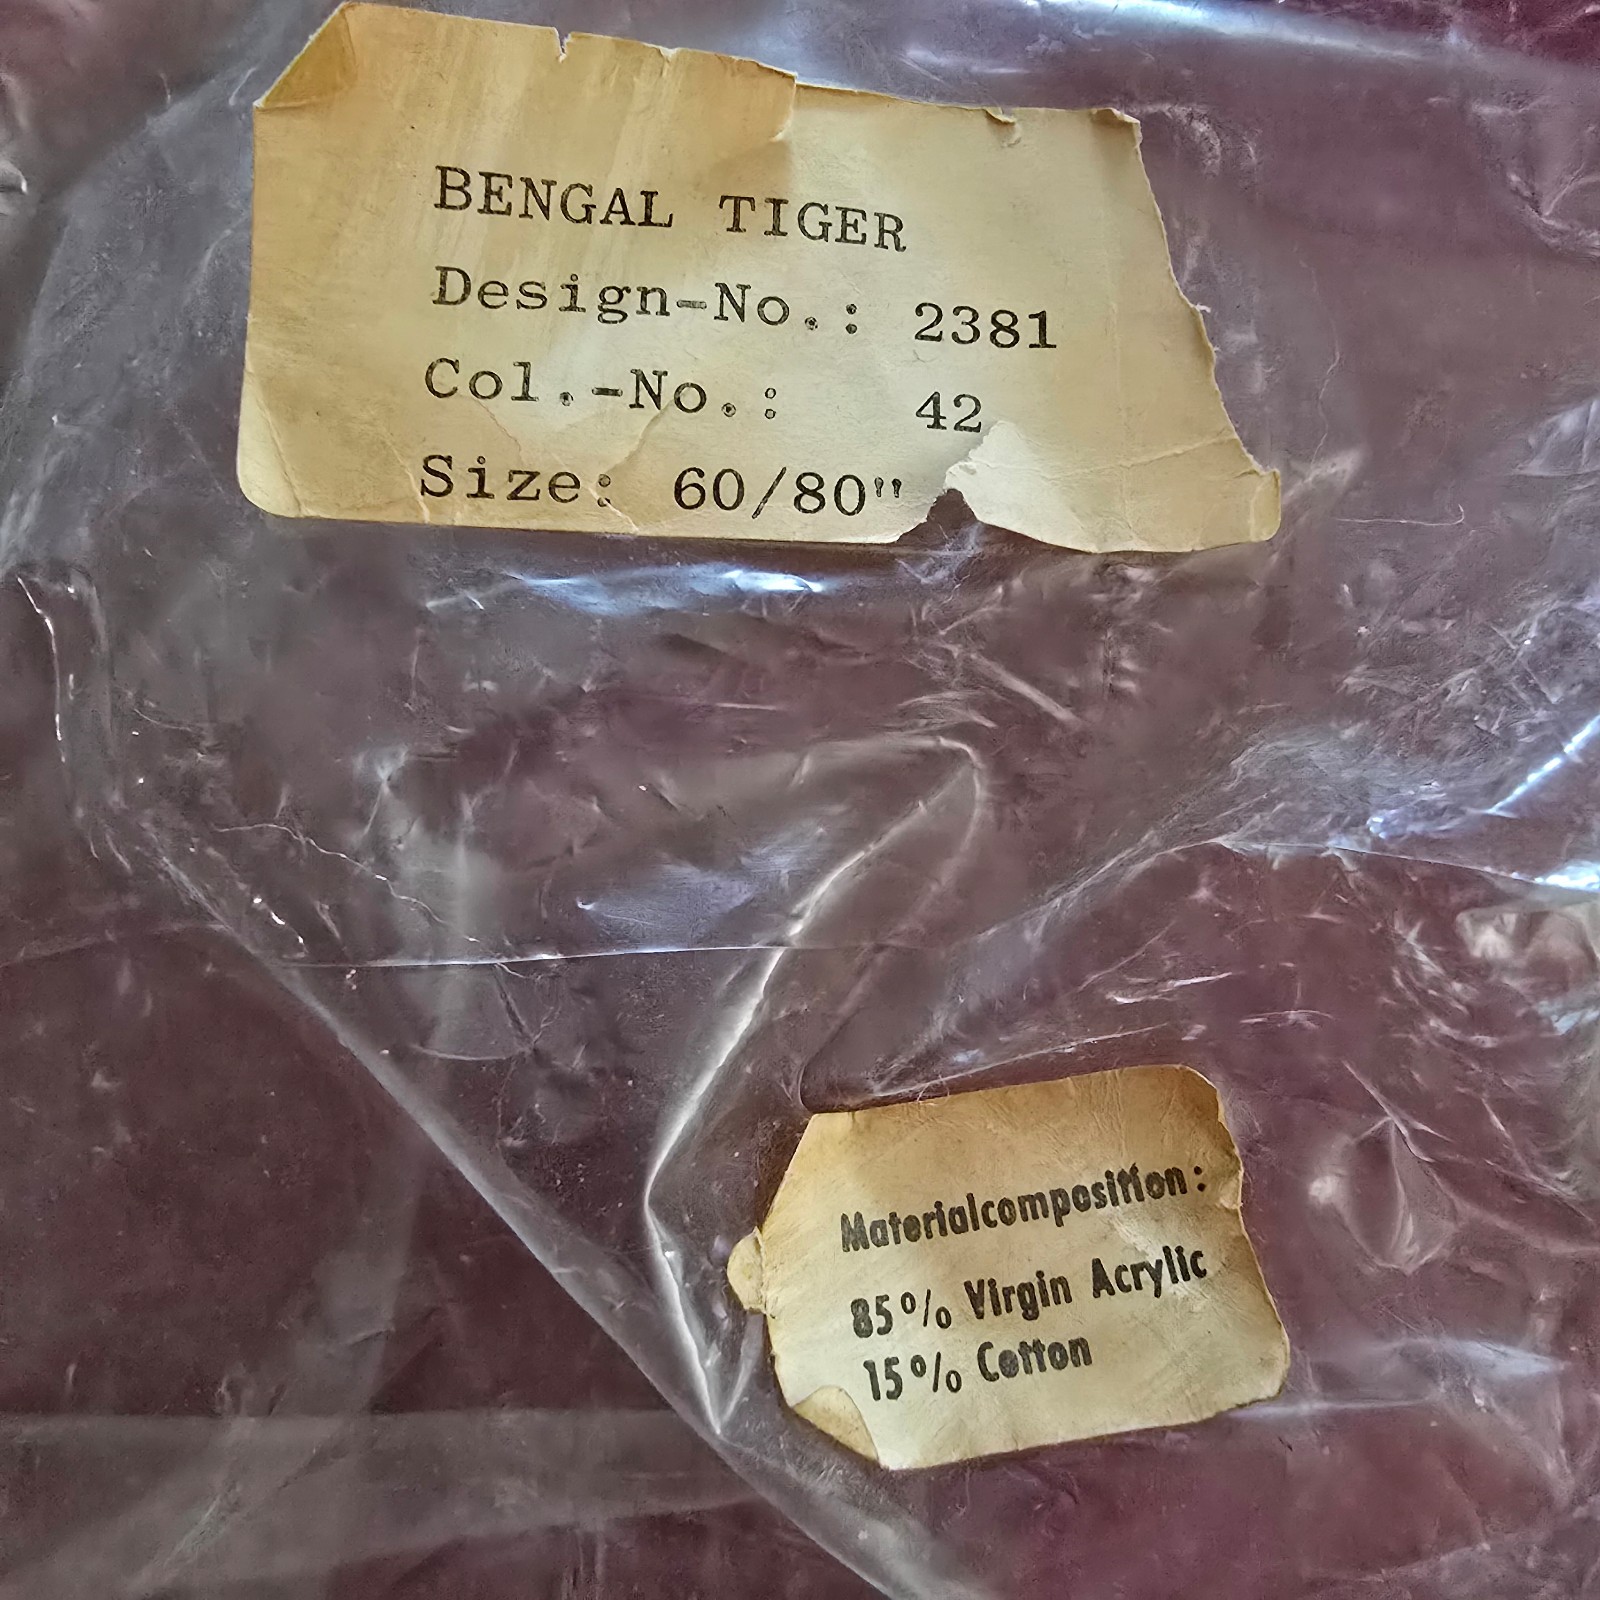 BENGAL TIGER
Design-No.: 2381
Col.-No.: 42
Size: 60/80"
Materialcomposition:
85% Virgin Acrylic
15% Cotton